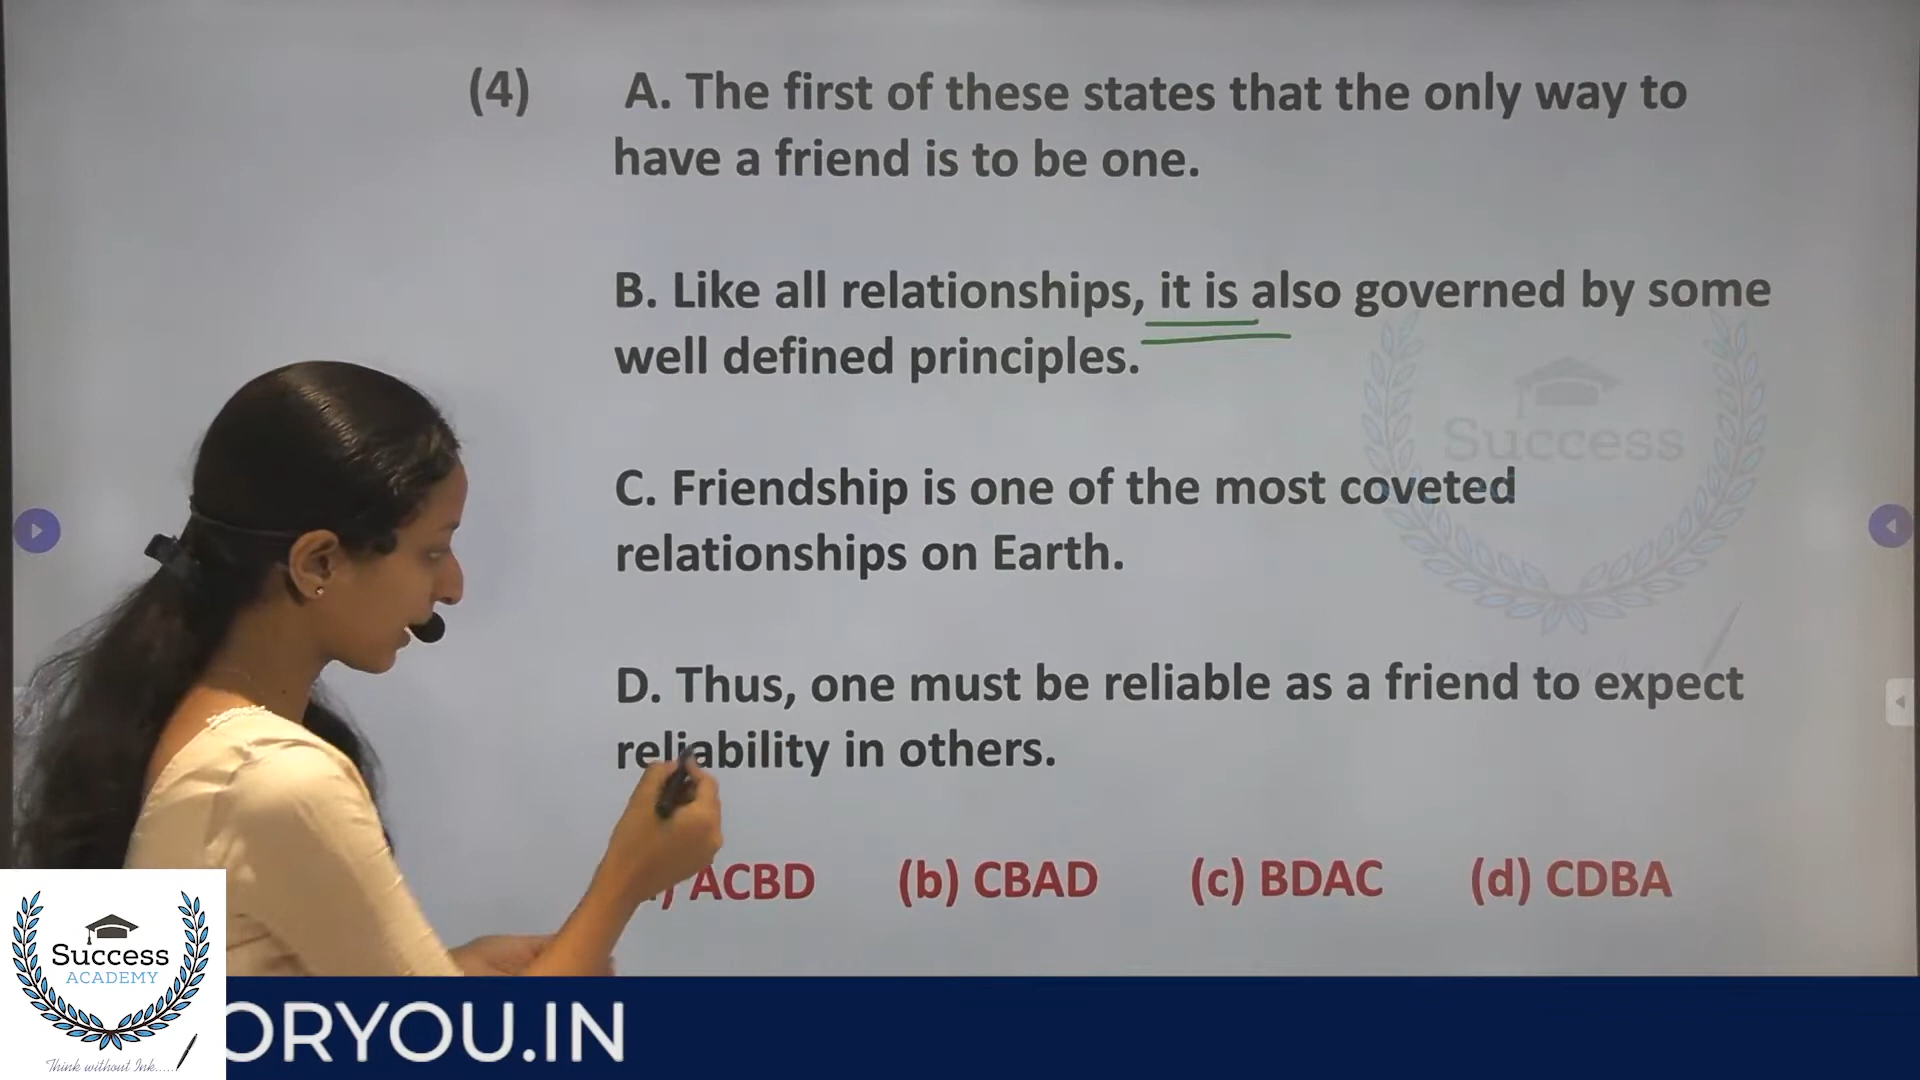 (4) A. The first of these states that the only way to
have a friend is to be one.
B. Like all relationships, it is also governed by some
well defined principles.
Success
C. Friendship is one of the most coveted
relationships on Earth.
D. Thus, one must be reliable as a friend to expect
reliability in others.
ACBD (b) CBAD (c) BDAC (d) CDBA
Success
ACADEMY
Think without Ink.....
ORYOU.IN